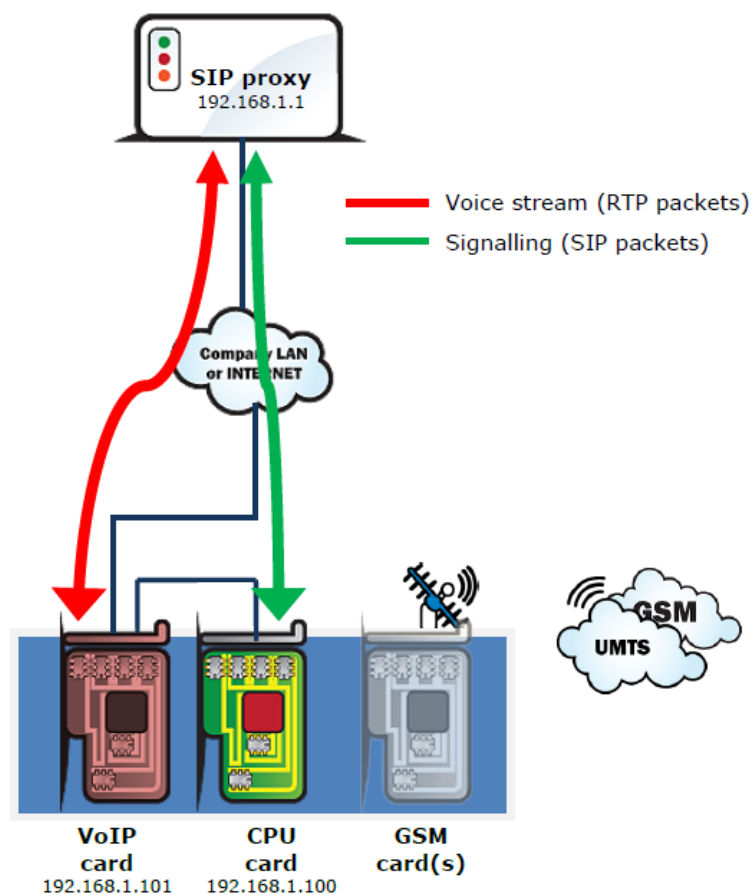 SIP proxy
192.168.1.1
Voice stream (RTP packets)
Signalling (SIP packets)
Company LAN
or INTERNET
GSM
UMTS
VoIP
card
192.168.1.101
CPU
card
192.168.1.100
GSM
card(s)